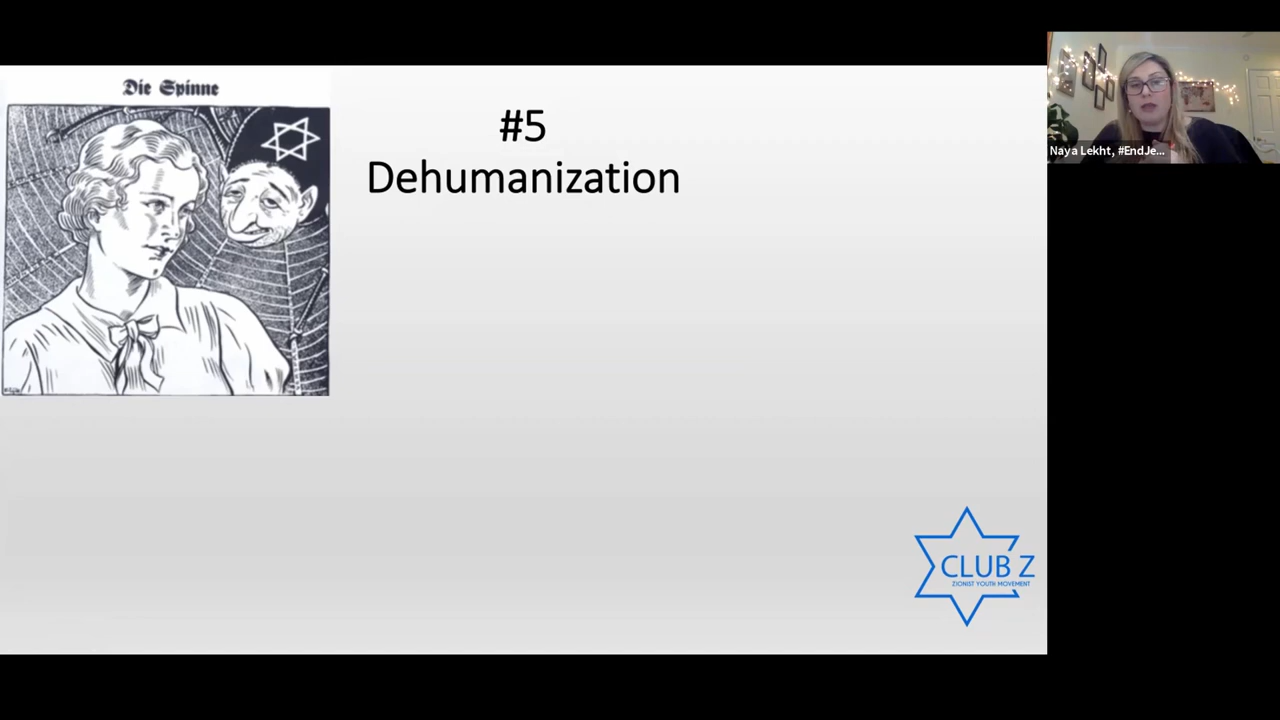 Die Spinne
#5
Dehumanization
Naya Lekht, #EndJe...
CLUB Z
ZIONIST YOUTH MOVEMENT